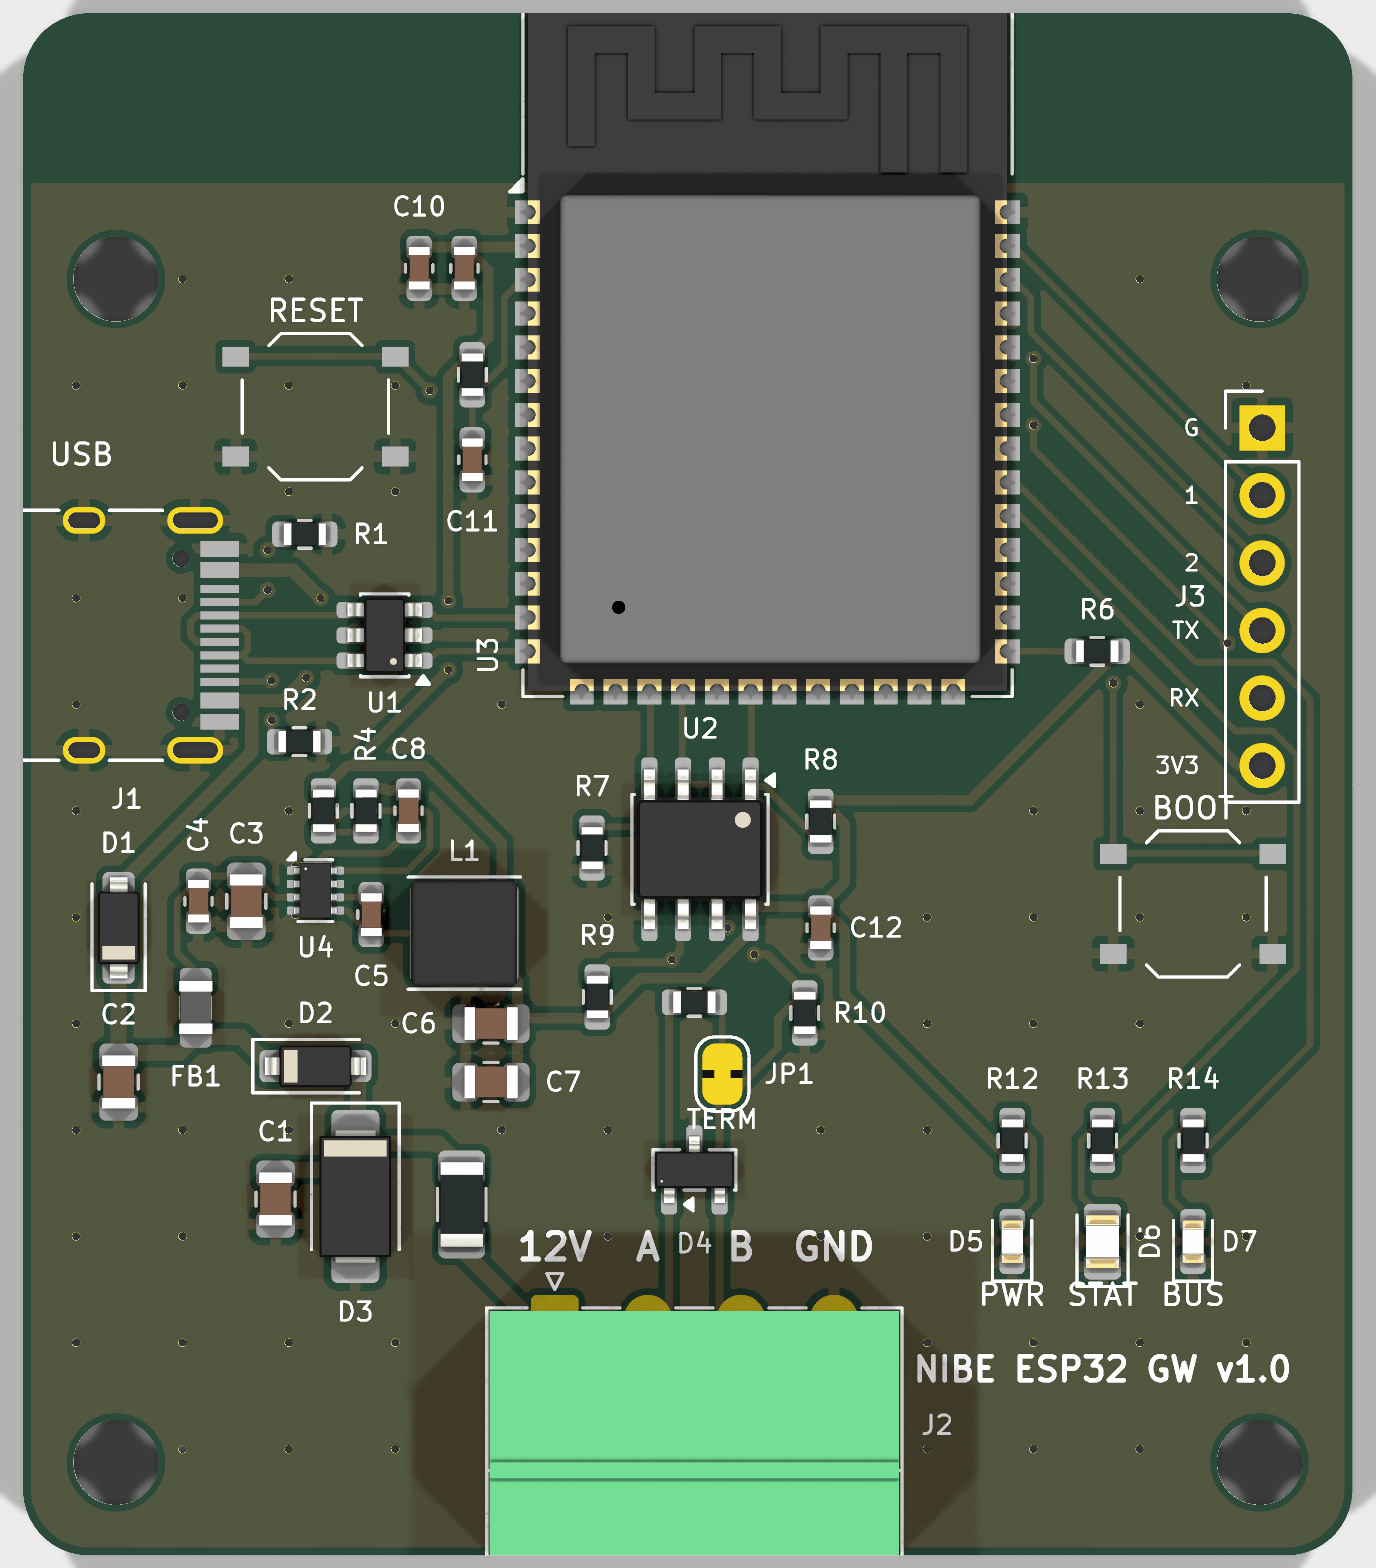 C10
RESET
USB
C11
R1
G
1
2
J3
TX
RX
3V3
BOOT
R6
U3
U1
R2
R4
C8
U2
R8
R7
J1
D1
C4
C3
L1
U4
C5
R9
C12
C2
D2
C6
R10
FB1
C7
JP1
TERM
R12
R13
R14
C1
D4
12V A B GND
D5
D6
D7
PWR
STAT
BUS
D3
NIBE ESP32 GW v1.0
J2